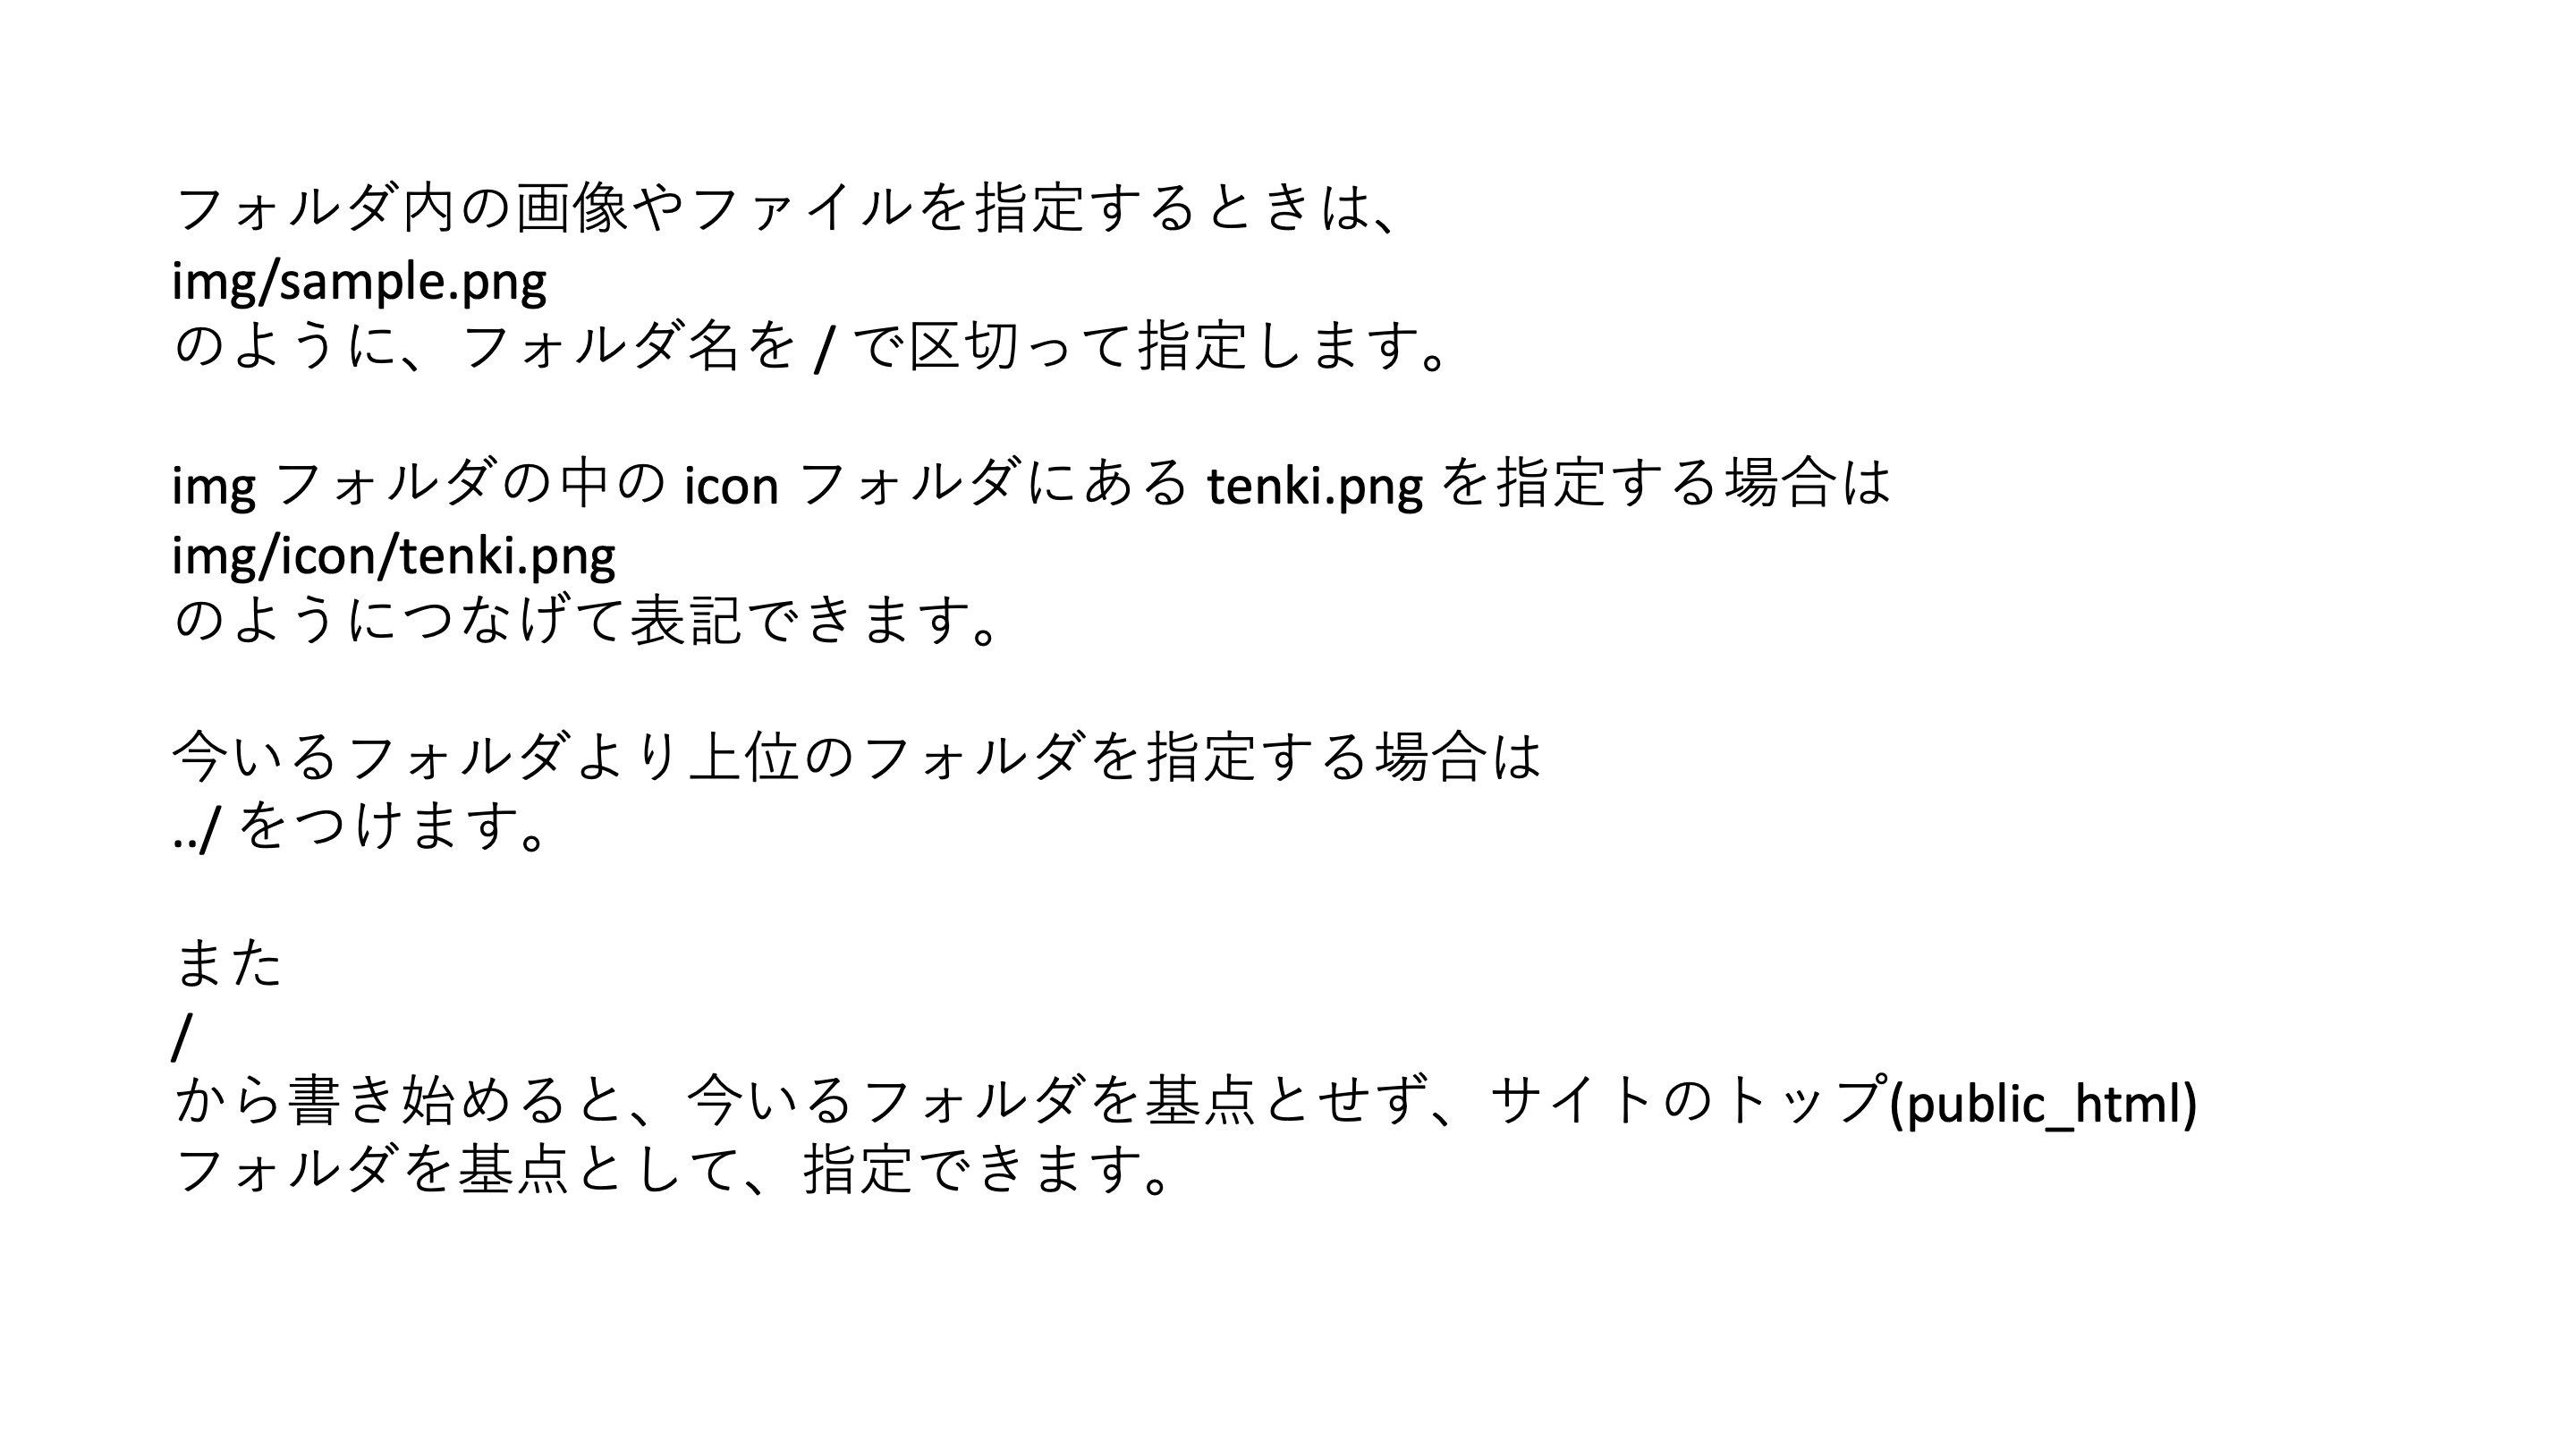 フォルダ内の画像やファイルを指定するときは、
img/sample.png
のように、フォルダ名を / で区切って指定します。
img フォルダの中の icon フォルダにある tenki.png を指定する場合は
img/icon/tenki.png
のようにつなげて表記できます。
今いるフォルダより上位のフォルダを指定する場合は
../ をつけます。
また
/
から書き始めると、今いるフォルダを基点とせず、サイトのトップ(public_html)
フォルダを基点として、指定できます。